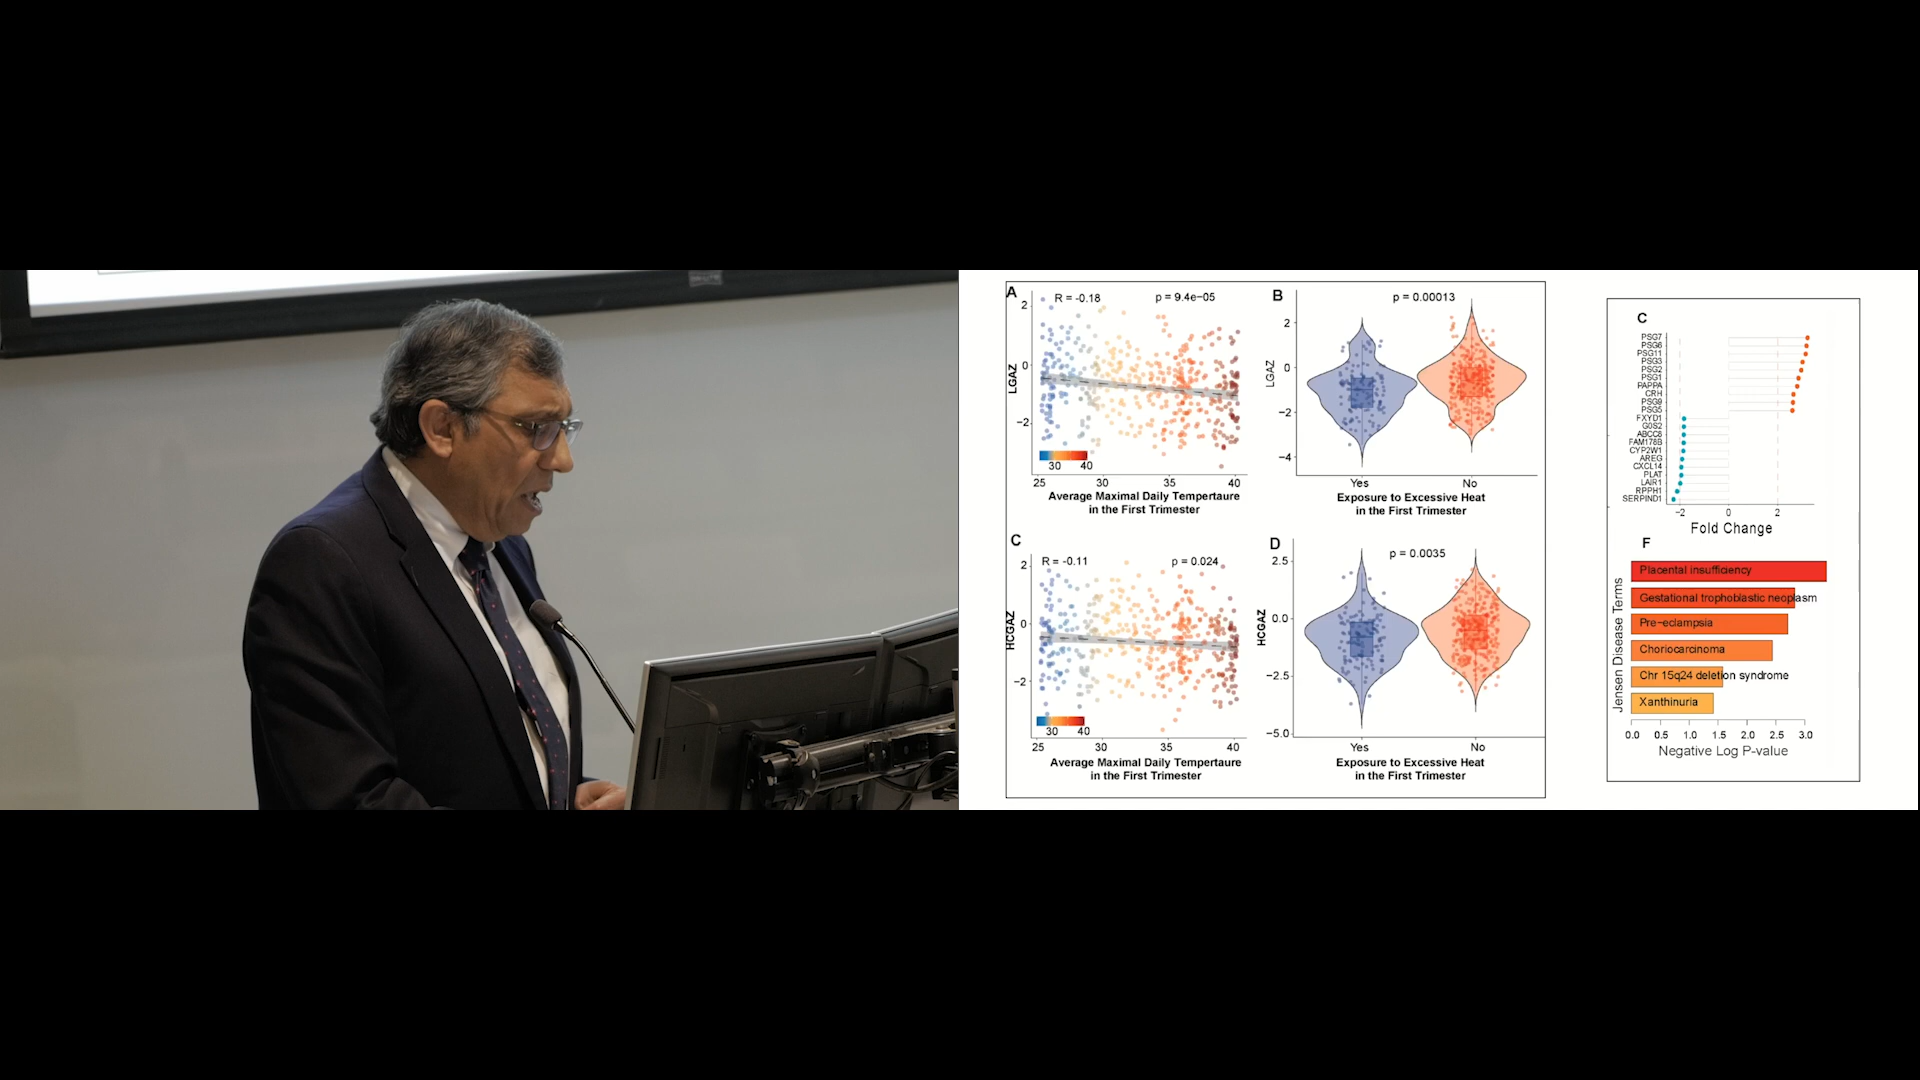 A
R = -0.18
p = 9.4e-05
2
0
−2
LGAZ
30 40
25 30 35 40
Average Maximal Daily Tempertaure
in the First Trimester
B
p = 0.00013
2
0
−2
−4
LGAZ
Yes No
Exposure to Excessive Heat
in the First Trimester
C
R = -0.11
p = 0.024
2
0
−2
HCGAZ
30 40
25 30 35 40
Average Maximal Daily Tempertaure
in the First Trimester
D
p = 0.0035
2.5
0.0
−2.5
−5.0
HCGAZ
Yes No
Exposure to Excessive Heat
in the First Trimester
C
PSG7
PSG6
PSG11
PSG3
PSG2
PSG1
PAPPA
CRH
PSG9
PSG5
FXYD1
G0S2
ABCC8
FAM178B
CYP2W1
AREG
CXCL14
PLAT
LAIR1
RPPH1
SERPIND1
−2 0 2
Fold Change
F
Jensen Disease Terms
Placental insufficiency
Gestational trophoblastic neoplasm
Pre−eclampsia
Choriocarcinoma
Chr 15q24 deletion syndrome
Xanthinuria
0.0 0.5 1.0 1.5 2.0 2.5 3.0
Negative Log P-value